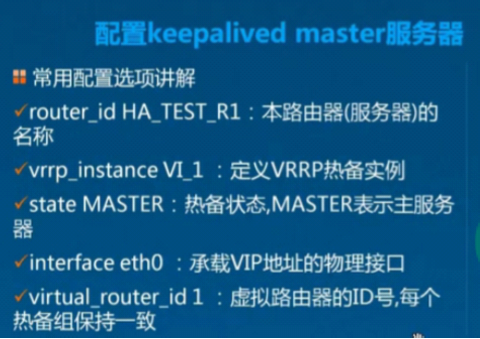 配置keepalived master服务器
常用配置选项讲解
✓router_id HA_TEST_R1：本路由器(服务器)的
名称
✓vrrp_instance VI_1 ：定义VRRP热备实例
✓state MASTER：热备状态,MASTER表示主服务
器
✓interface eth0 ：承载VIP地址的物理接口
✓virtual_router_id 1 ：虚拟路由器的ID号,每个
热备组保持一致